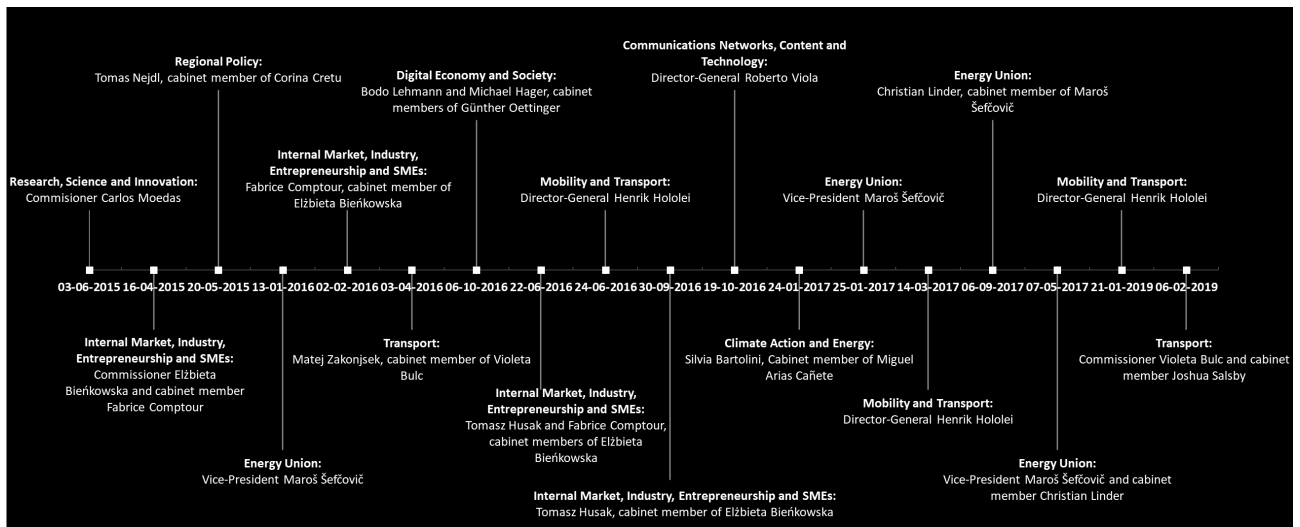 Communications Networks, Content and
Technology:
Director-General Roberto Viola
Regional Policy:
Tomas Nejdl, cabinet member of Corina Cretu
Digital Economy and Society:
Bodo Lehmann and Michael Hager, cabinet
members of Günther Oettinger
Energy Union:
Christian Linder, cabinet member of Maroš
Šefčovič
Internal Market, Industry,
Entrepreneurship and SMEs:
Fabrice Comptour, cabinet member of
Elżbieta Bieńkowska
Research, Science and Innovation:
Commisioner Carlos Moedas
Mobility and Transport:
Director-General Henrik Hololei
Energy Union:
Vice-President Maroš Šefčovič
Mobility and Transport:
Director-General Henrik Hololei
03-06-2015 16-04-2015 20-05-2015 13-01-2016 02-02-2016 03-04-2016 06-10-2016 22-06-2016 24-06-2016 30-09-2016 19-10-2016 24-01-2017 25-01-2017 14-03-2017 06-09-2017 07-05-2017 21-01-2019 06-02-2019
Internal Market, Industry,
Entrepreneurship and SMEs:
Commissioner Elżbieta
Bieńkowska and cabinet member
Fabrice Comptour
Transport:
Matej Zakonjsek, cabinet member of Violeta
Bulc
Climate Action and Energy:
Silvia Bartolini, Cabinet member of Miguel
Arias Cañete
Transport:
Commissioner Violeta Bulc and cabinet
member Joshua Salsby
Internal Market, Industry,
Entrepreneurship and SMEs:
Tomasz Husak and Fabrice Comptour,
cabinet members of Elżbieta
Bieńkowska
Mobility and Transport:
Director-General Henrik Hololei
Energy Union:
Vice-President Maroš Šefčovič
Energy Union:
Vice-President Maroš Šefčovič and cabinet
member Christian Linder
Internal Market, Industry, Entrepreneurship and SMEs:
Tomasz Husak, cabinet member of Elżbieta Bieńkowska